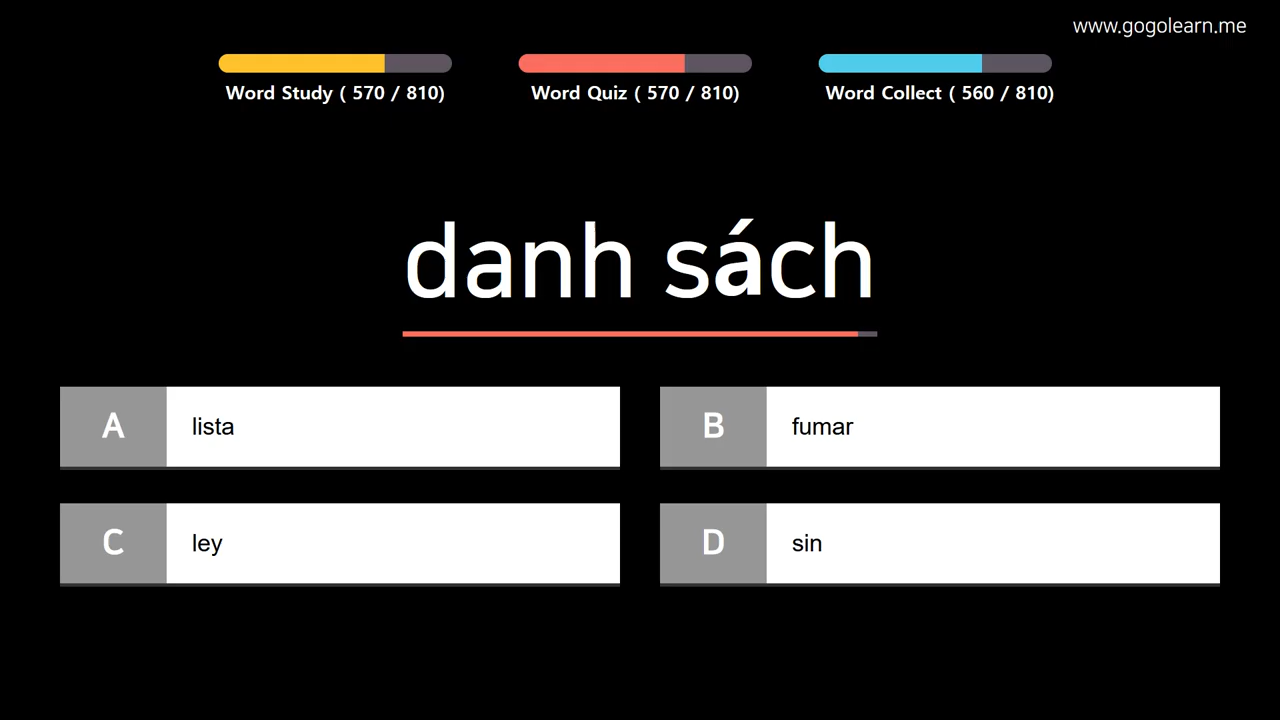 www.gogolearn.me
Word Study ( 570 / 810)
Word Quiz ( 570 / 810)
Word Collect ( 560 / 810)
danh sách
A lista
B fumar
C ley
D sin